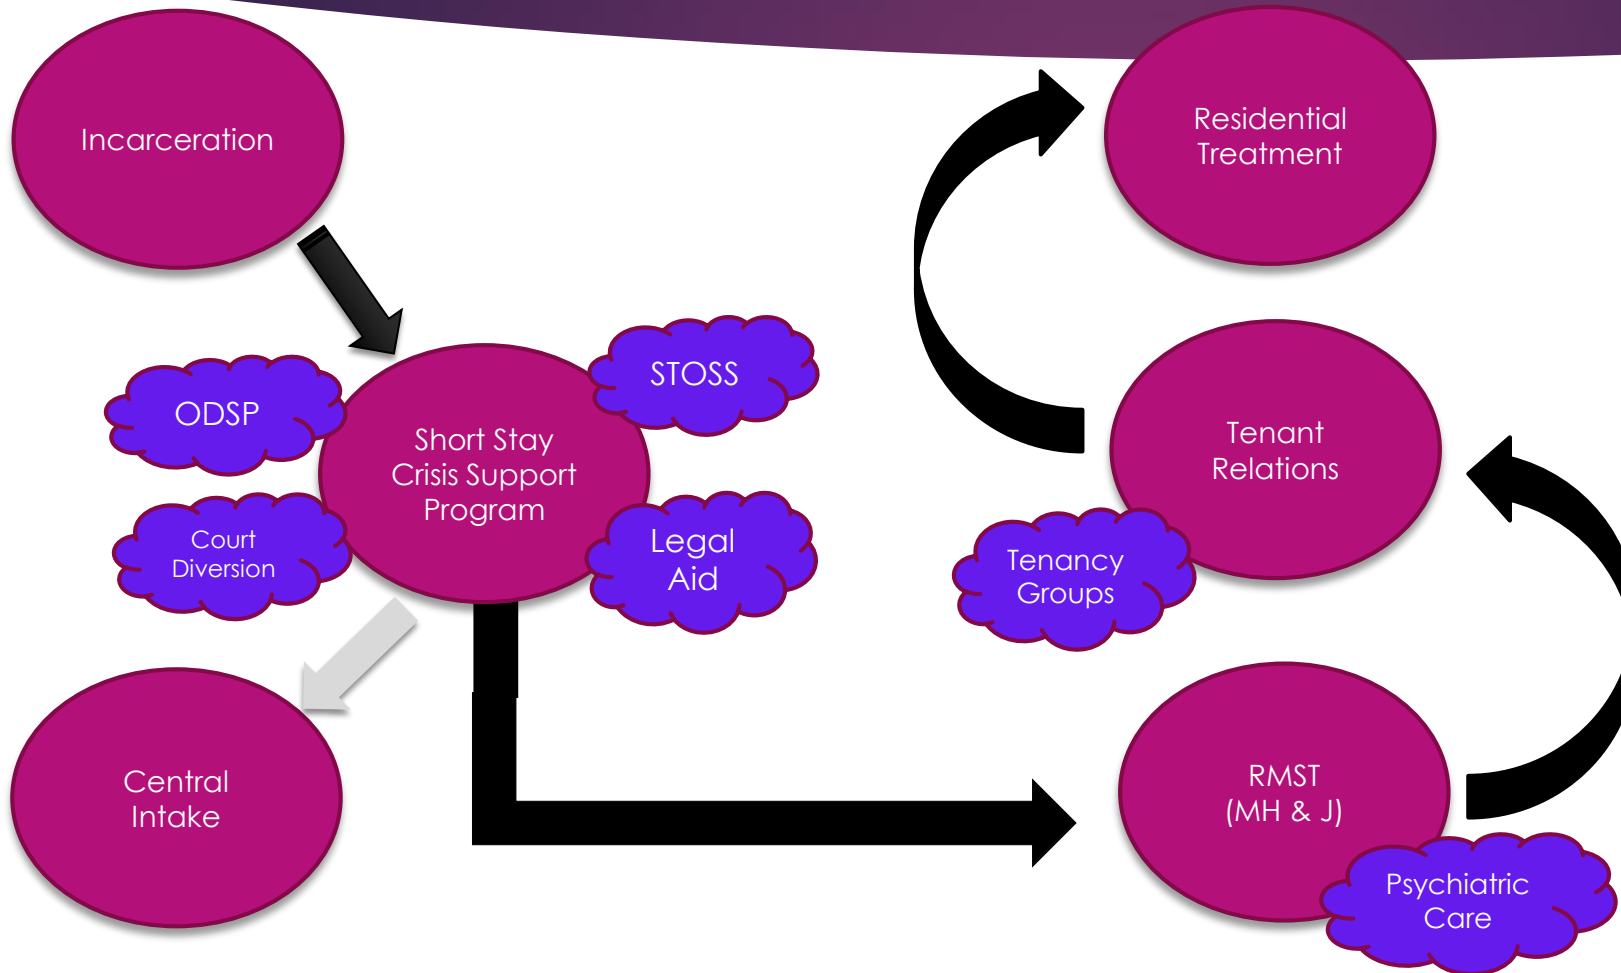 Incarceration
Residential
Treatment
STOSS
ODSP
Short Stay
Crisis Support
Program
Court
Diversion
Legal
Aid
Tenant
Relations
Tenancy
Groups
Central
Intake
RMST
(MH & J)
Psychiatric
Care